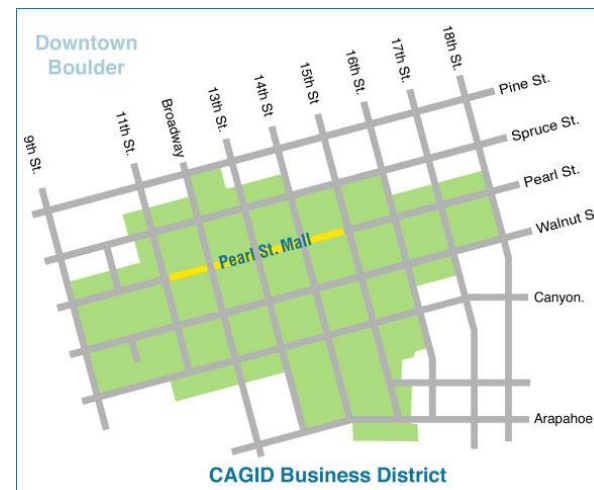 Downtown
Boulder
9th St.
11th St.
Broadway
13th St.
14th St.
15th St
16th St.
17th St.
18th St.
Pine St.
Spruce St.
Pearl St.
Walnut S
Pearl St. Mall
Canyon.
Arapahoe
CAGID Business District